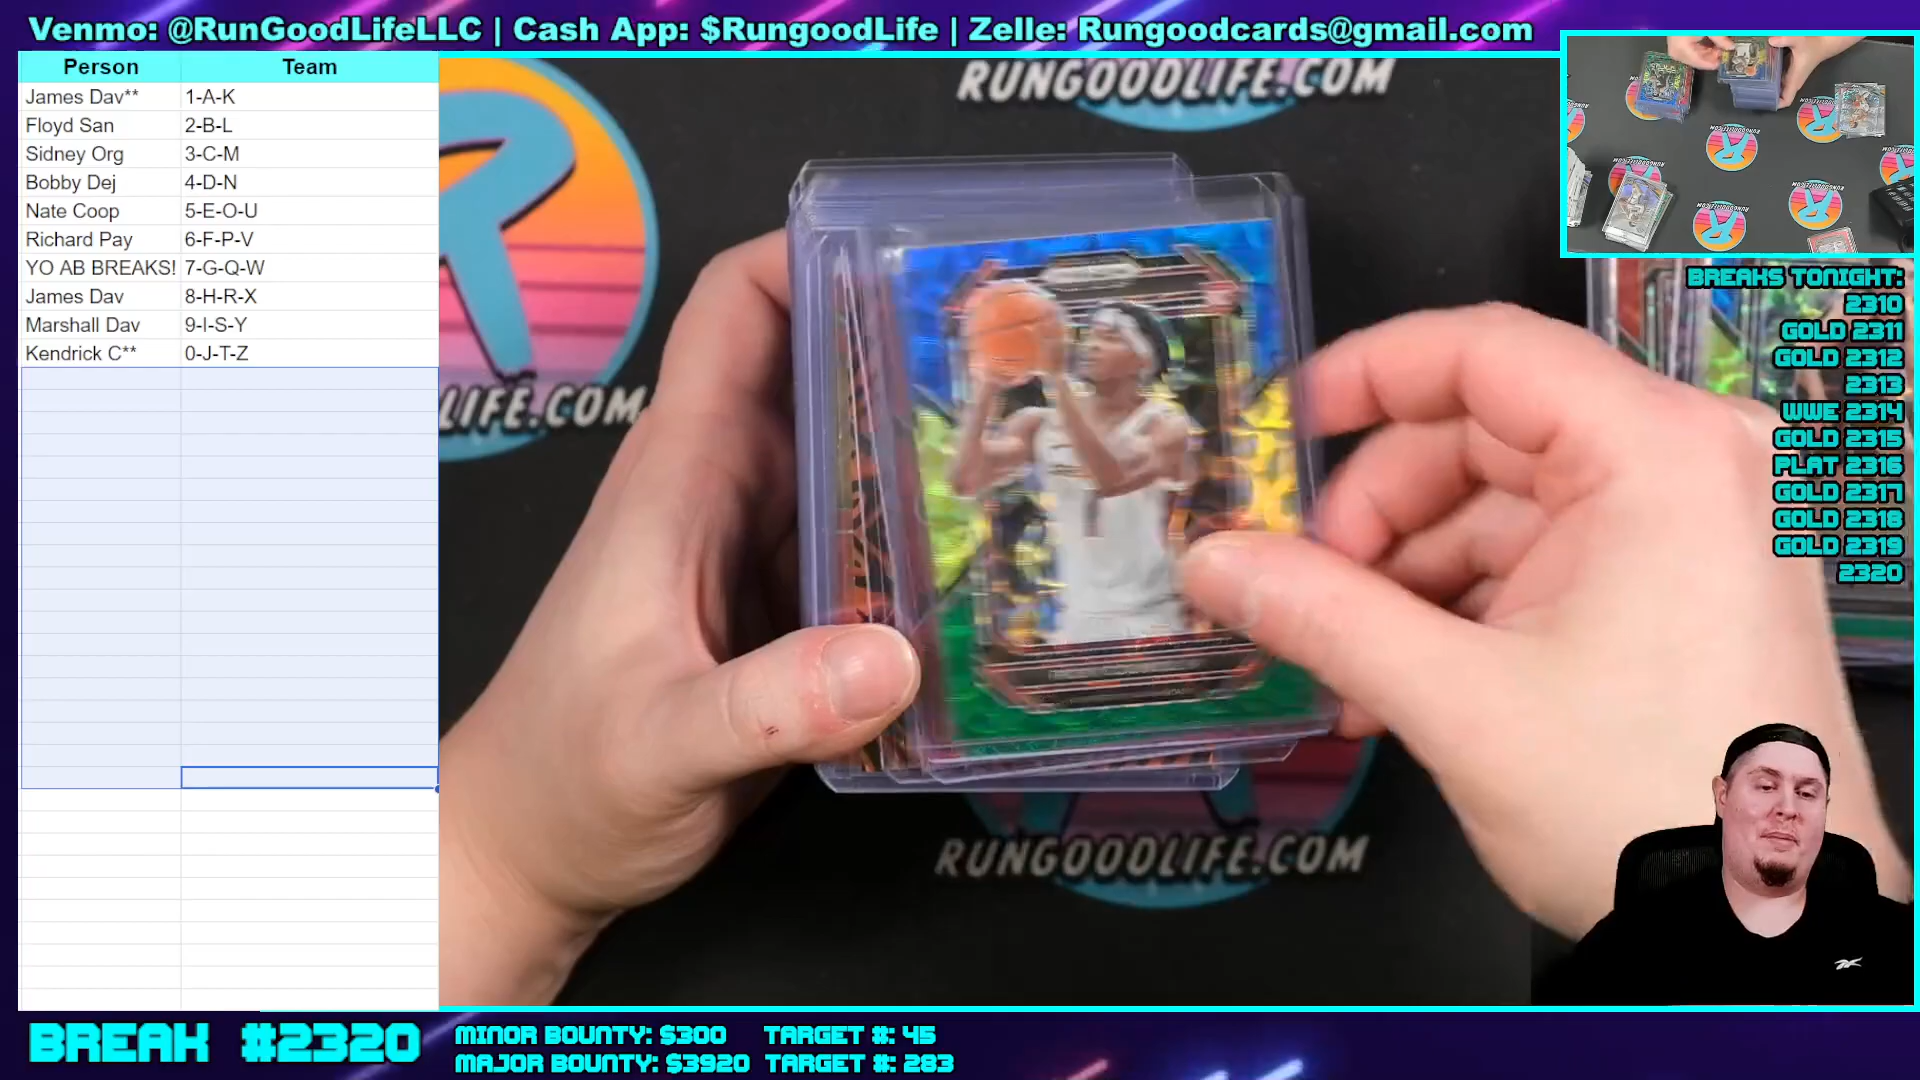 Venmo: @RunGoodLifeLLC | Cash App: $RungoodLife | Zelle: Rungoodcards@gmail.com
Person Team
James Dav** 1-A-K
Floyd San 2-B-L
Sidney Org 3-C-M
Bobby Dej 4-D-N
Nate Coop 5-E-O-U
Richard Pay 6-F-P-V
YO AB BREAKS! 7-G-Q-W
James Dav 8-H-R-X
Marshall Dav 9-I-S-Y
Kendrick C** 0-J-T-Z
RUNGOODLIFE.COM
LIFE.COM
RUNGOODLIFE.COM
BREAKS TONIGHT:
2310
GOLD 2311
GOLD 2312
2313
WWE 2314
GOLD 2315
PLAT 2316
GOLD 2317
GOLD 2318
GOLD 2319
2320
BREAK #2320
MINOR BOUNTY: $300 TARGET #: 45
MAJOR BOUNTY: $3920 TARGET #: 283